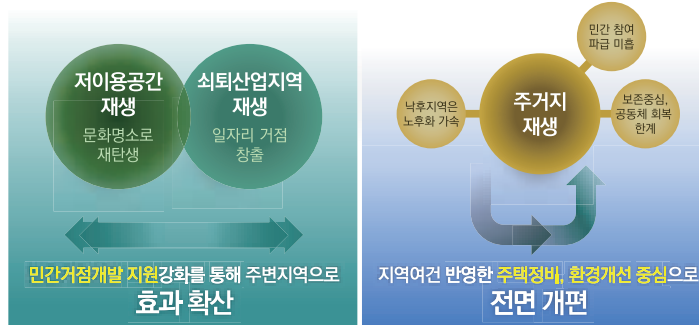 저이용공간
재생
문화명소로
재탄생
쇠퇴산업지역
재생
일자리 거점
창출
민간거점개발 지원강화를 통해 주변지역으로
효과 확산
민간 참여
파급 미흡
낙후지역은
노후화 가속
주거지
재생
보존중심,
공동체 회복
한계
지역여건 반영한 주택정비, 환경개선 중심으로
전면 개편